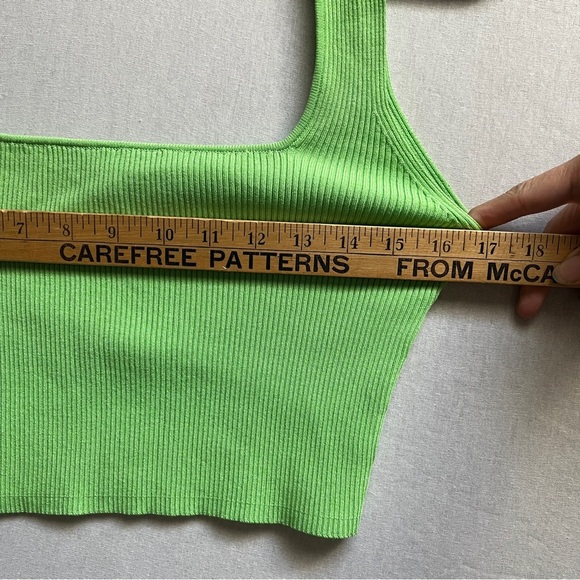 7 8 9 10 11 12 13 14 15 16 17 18
CAREFREE PATTERNS FROM McCA